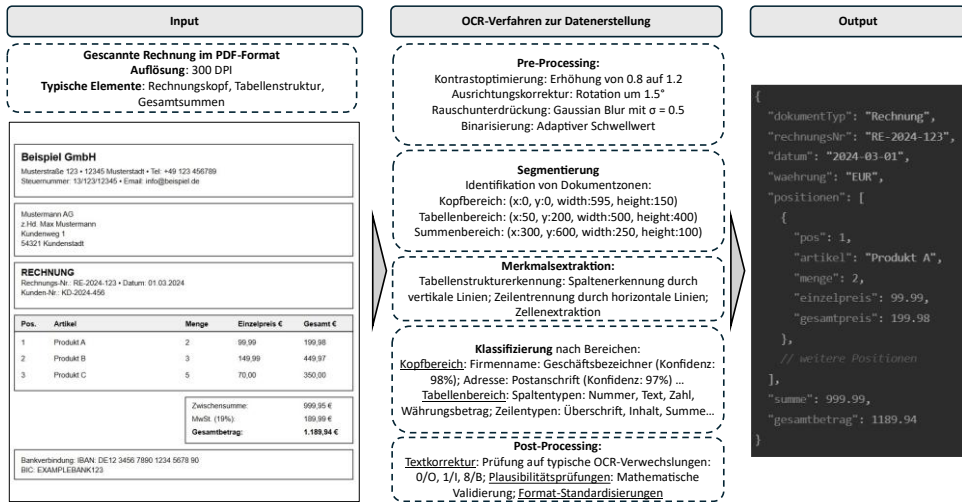 Input
Gescannte Rechnung im PDF-Format
Auflösung: 300 DPI
Typische Elemente: Rechnungskopf, Tabellenstruktur,
Gesamtsummen
Beispiel GmbH
Musterstraße 123 • 12345 Musterstadt • Tel: +49 123 456789
Steuernummer: 13/123/12345 • Email: info@beispiel.de
Mustermann AG
z.Hd. Max Mustermann
Kundenweg 1
54321 Kundenstadt
RECHNUNG
Rechnungs-Nr.: RE-2024-123 • Datum: 01.03.2024
Kunden-Nr.: KD-2024-456
Pos. Artikel Menge Einzelpreis € Gesamt €
1 Produkt A 2 99,99 199,98
2 Produkt B 3 149,99 449,97
3 Produkt C 5 70,00 350,00
Zwischensumme: 999,95 €
MwSt. (19%): 189,99 €
Gesamtbetrag: 1.189,94 €
Bankverbindung: IBAN: DE12 3456 7890 1234 5678 90
BIC: EXAMPLEBANK123
OCR-Verfahren zur Datenerstellung
Pre-Processing:
Kontrastoptimierung: Erhöhung von 0.8 auf 1.2
Ausrichtungskorrektur: Rotation um 1.5°
Rauschunterdrückung: Gaussian Blur mit σ = 0.5
Binarisierung: Adaptiver Schwellwert
Segmentierung
Identifikation von Dokumentzonen:
Kopfbereich: (x:0, y:0, width:595, height:150)
Tabellenbereich: (x:50, y:200, width:500, height:400)
Summenbereich: (x:300, y:600, width:250, height:100)
Merkmalsextraktion:
Tabellenstrukturerkennung: Spaltenerkennung durch
vertikale Linien; Zeilentrennung durch horizontale Linien;
Zellenextraktion
Klassifizierung nach Bereichen:
Kopfbereich: Firmenname: Geschäftsbezeichner (Konfidenz:
98%); Adresse: Postanschrift (Konfidenz: 97%) ...
Tabellenbereich: Spaltentypen: Nummer, Text, Zahl,
Währungsbetrag; Zeilentypen: Überschrift, Inhalt, Summe...
Post-Processing:
Textkorrektur: Prüfung auf typische OCR-Verwechslungen:
0/O, 1/I, 8/B; Plausibilitätsprüfungen: Mathematische
Validierung; Format-Standardisierungen
Output
{
"dokumentTyp": "Rechnung",
"rechnungsNr": "RE-2024-123",
"datum": "2024-03-01",
"waehrung": "EUR",
"positionen": [
{
"pos": 1,
"artikel": "Produkt A",
"menge": 2,
"einzelpreis": 99.99,
"gesamtpreis": 199.98
},
// weitere Positionen
],
"summe": 999.99,
"gesamtbetrag": 1189.94
}